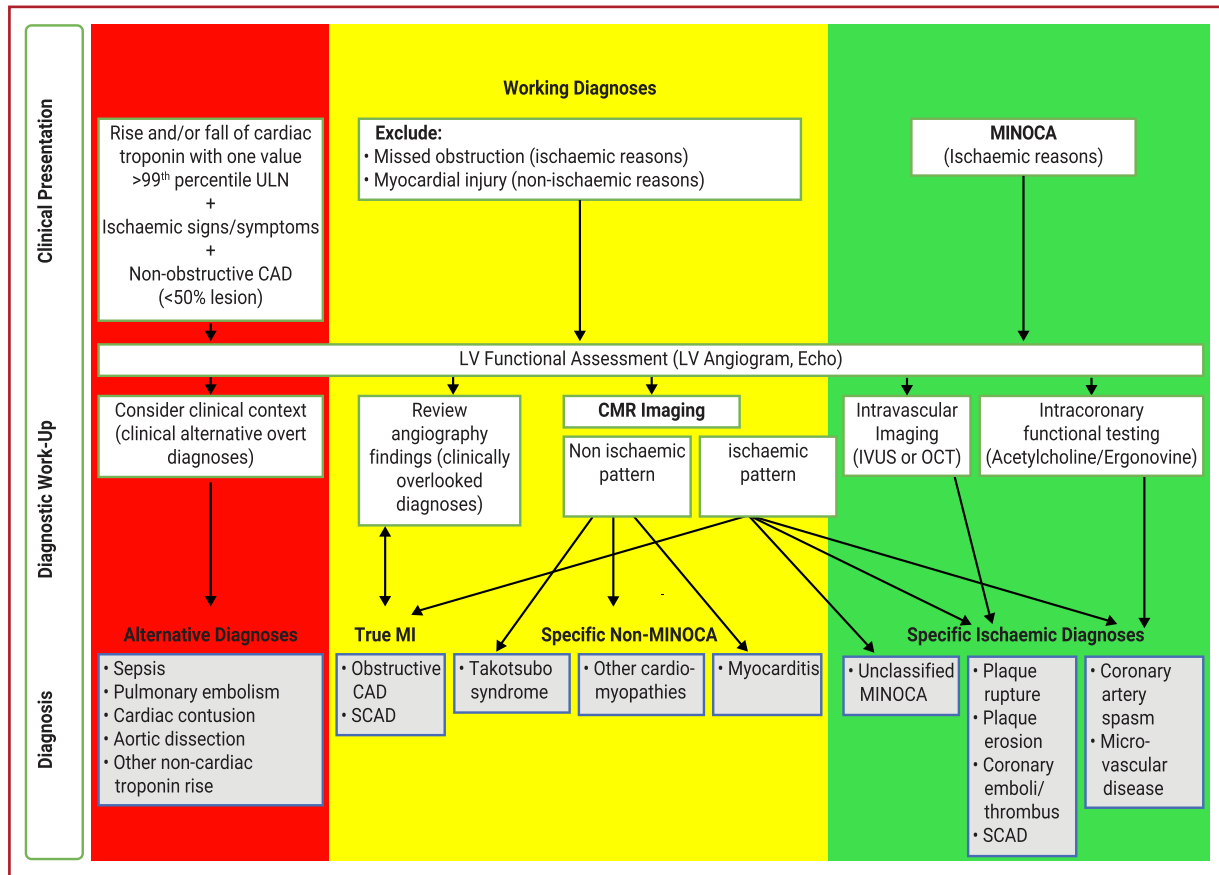 Clinical Presentation
Working Diagnoses
Rise and/or fall of cardiac
troponin with one value
>99th percentile ULN
+
Ischaemic signs/symptoms
+
Non-obstructive CAD
(<50% lesion)
Exclude:
• Missed obstruction (ischaemic reasons)
• Myocardial injury (non-ischaemic reasons)
MINOCA
(Ischaemic reasons)
LV Functional Assessment (LV Angiogram, Echo)
Diagnostic Work-Up
Consider clinical context
(clinical alternative overt
diagnoses)
Review
angiography
findings (clinically
overlooked
diagnoses)
CMR Imaging
Non ischaemic
pattern
ischaemic
pattern
Intravascular
Imaging
(IVUS or OCT)
Intracoronary
functional testing
(Acetylcholine/Ergonovine)
Diagnosis
Alternative Diagnoses
• Sepsis
• Pulmonary embolism
• Cardiac contusion
• Aortic dissection
• Other non-cardiac
troponin rise
True MI
• Obstructive
CAD
• SCAD
Specific Non-MINOCA
• Takotsubo
syndrome
• Other cardio-
myopathies
• Myocarditis
Specific Ischaemic Diagnoses
• Unclassified
MINOCA
• Plaque
rupture
• Plaque
erosion
• Coronary
emboli/
thrombus
• SCAD
• Coronary
artery
spasm
• Micro-
vascular
disease